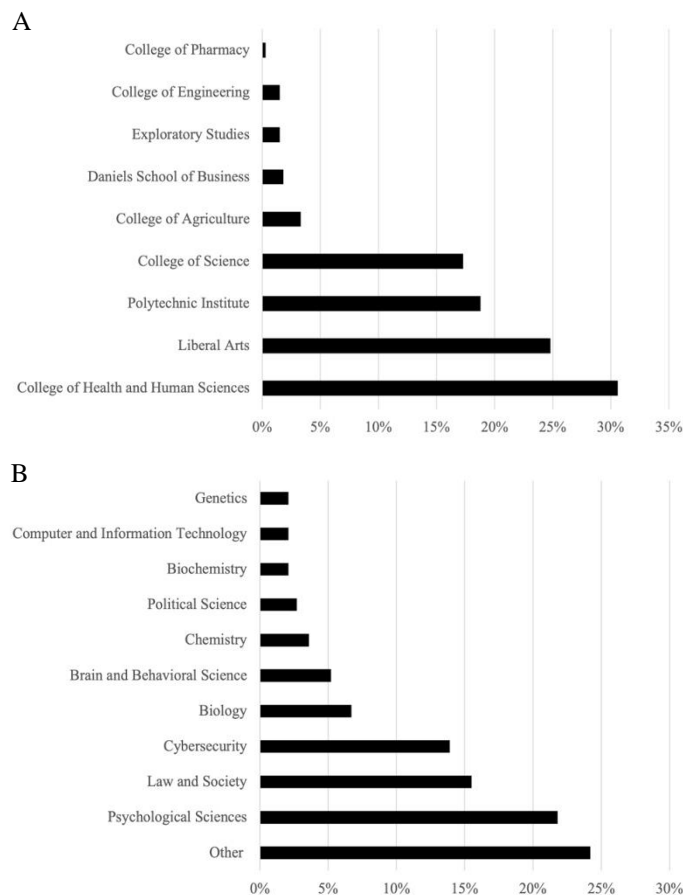 A
College of Pharmacy
College of Engineering
Exploratory Studies
Daniels School of Business
College of Agriculture
College of Science
Polytechnic Institute
Liberal Arts
College of Health and Human Sciences
0% 5% 10% 15% 20% 25% 30% 35%
B
Genetics
Computer and Information Technology
Biochemistry
Political Science
Chemistry
Brain and Behavioral Science
Biology
Cybersecurity
Law and Society
Psychological Sciences
Other
0% 5% 10% 15% 20% 25% 30%